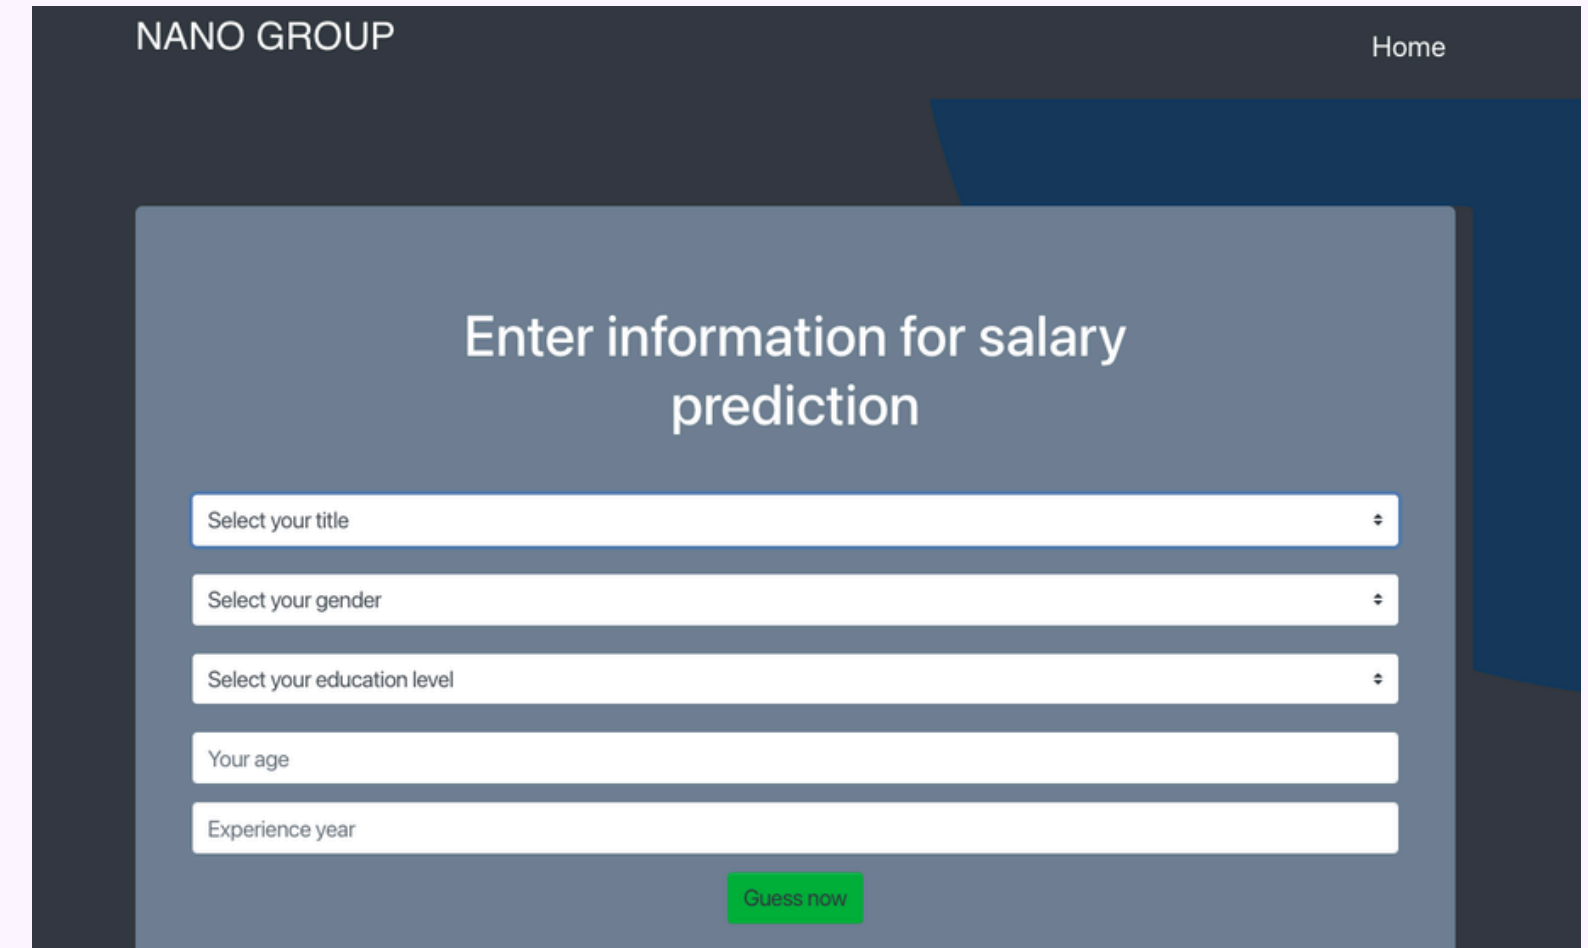 NANO GROUP
Home
Enter information for salary
prediction
Select your title
Select your gender
Select your education level
Your age
Experience year
Guess now